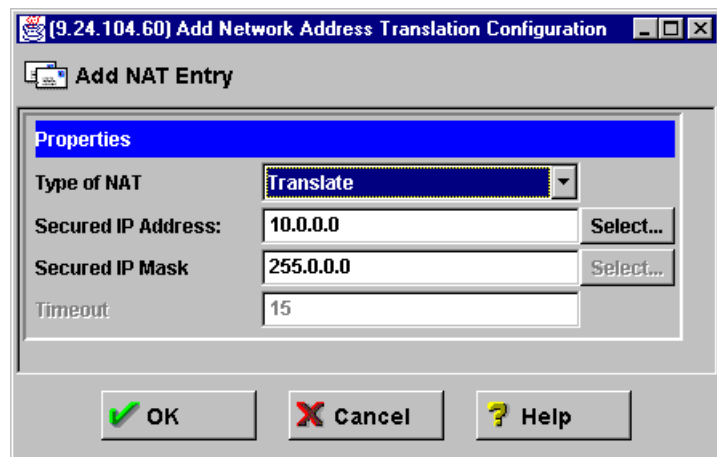 (9.24.104.60) Add Network Address Translation Configuration
Add NAT Entry
Properties
Type of NAT Translate
Secured IP Address: 10.0.0.0 Select...
Secured IP Mask 255.0.0.0 Select...
Timeout 15
OK Cancel Help